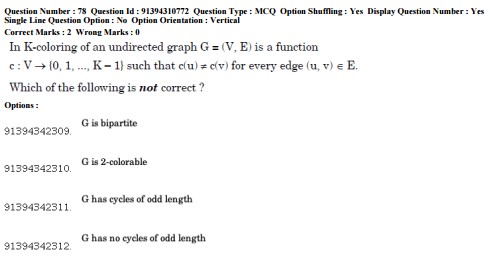 Question Number : 78 Question Id : 91394310772 Question Type : MCQ Option Shuffling : Yes Display Question Number : Yes
Single Line Question Option : No Option Orientation : Vertical
Correct Marks : 2 Wrong Marks : 0
In K-coloring of an undirected graph G = (V, E) is a function
c : V → {0, 1, ..., K − 1} such that c(u) ≠ c(v) for every edge (u, v) ∈ E.
Which of the following is not correct ?
Options :
91394342309. G is bipartite
91394342310. G is 2-colorable
91394342311. G has cycles of odd length
91394342312. G has no cycles of odd length